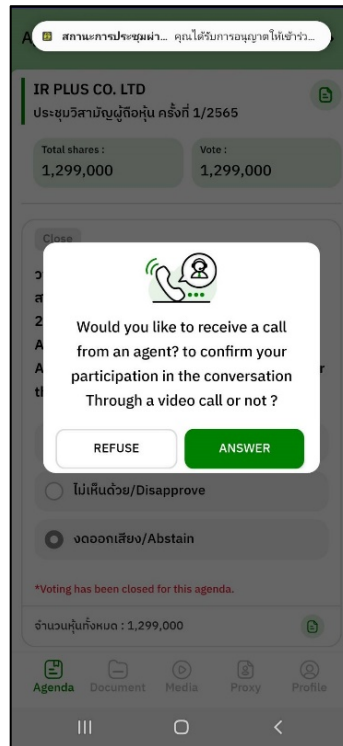 สถานะการประชุมผ่า... คุณได้รับการอนุญาตให้เข้าร่ว...
IR PLUS CO. LTD
ประชุมวิสามัญผู้ถือหุ้น ครั้งที่ 1/2565
Total shares :
1,299,000
Vote :
1,299,000
Close
Would you like to receive a call
from an agent? to confirm your
participation in the conversation
Through a video call or not ?
REFUSE
ANSWER
ไม่เห็นด้วย/Disapprove
งดออกเสียง/Abstain
*Voting has been closed for this agenda.
จำนวนหุ้นทั้งหมด : 1,299,000
Agenda
Document
Media
Proxy
Profile